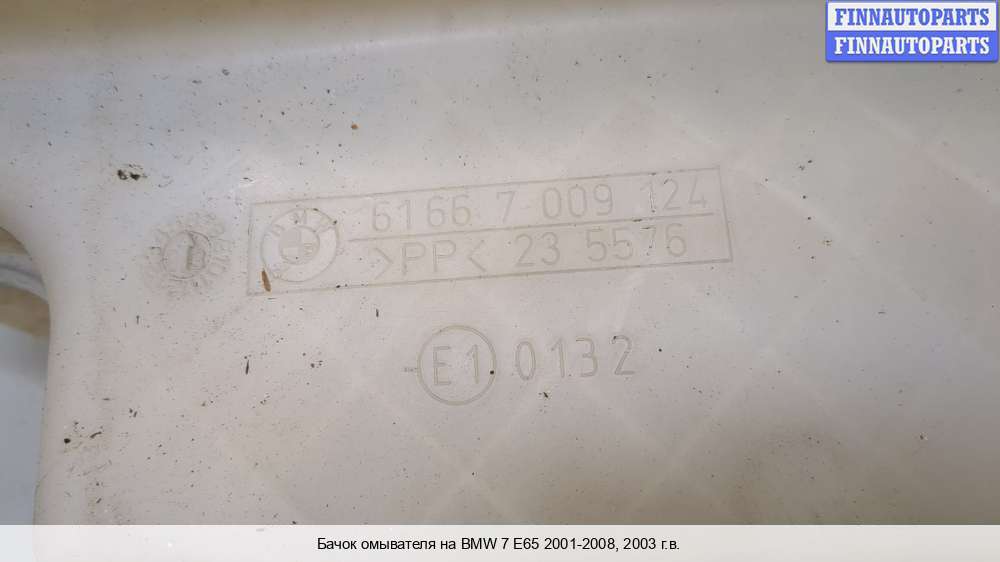 FINNAUTOPARTS
FINNAUTOPARTS
BMW
6166 7 009 124
>PP< 23 5576
E1 0132
Бачок омывателя на BMW 7 E65 2001-2008, 2003 г.в.